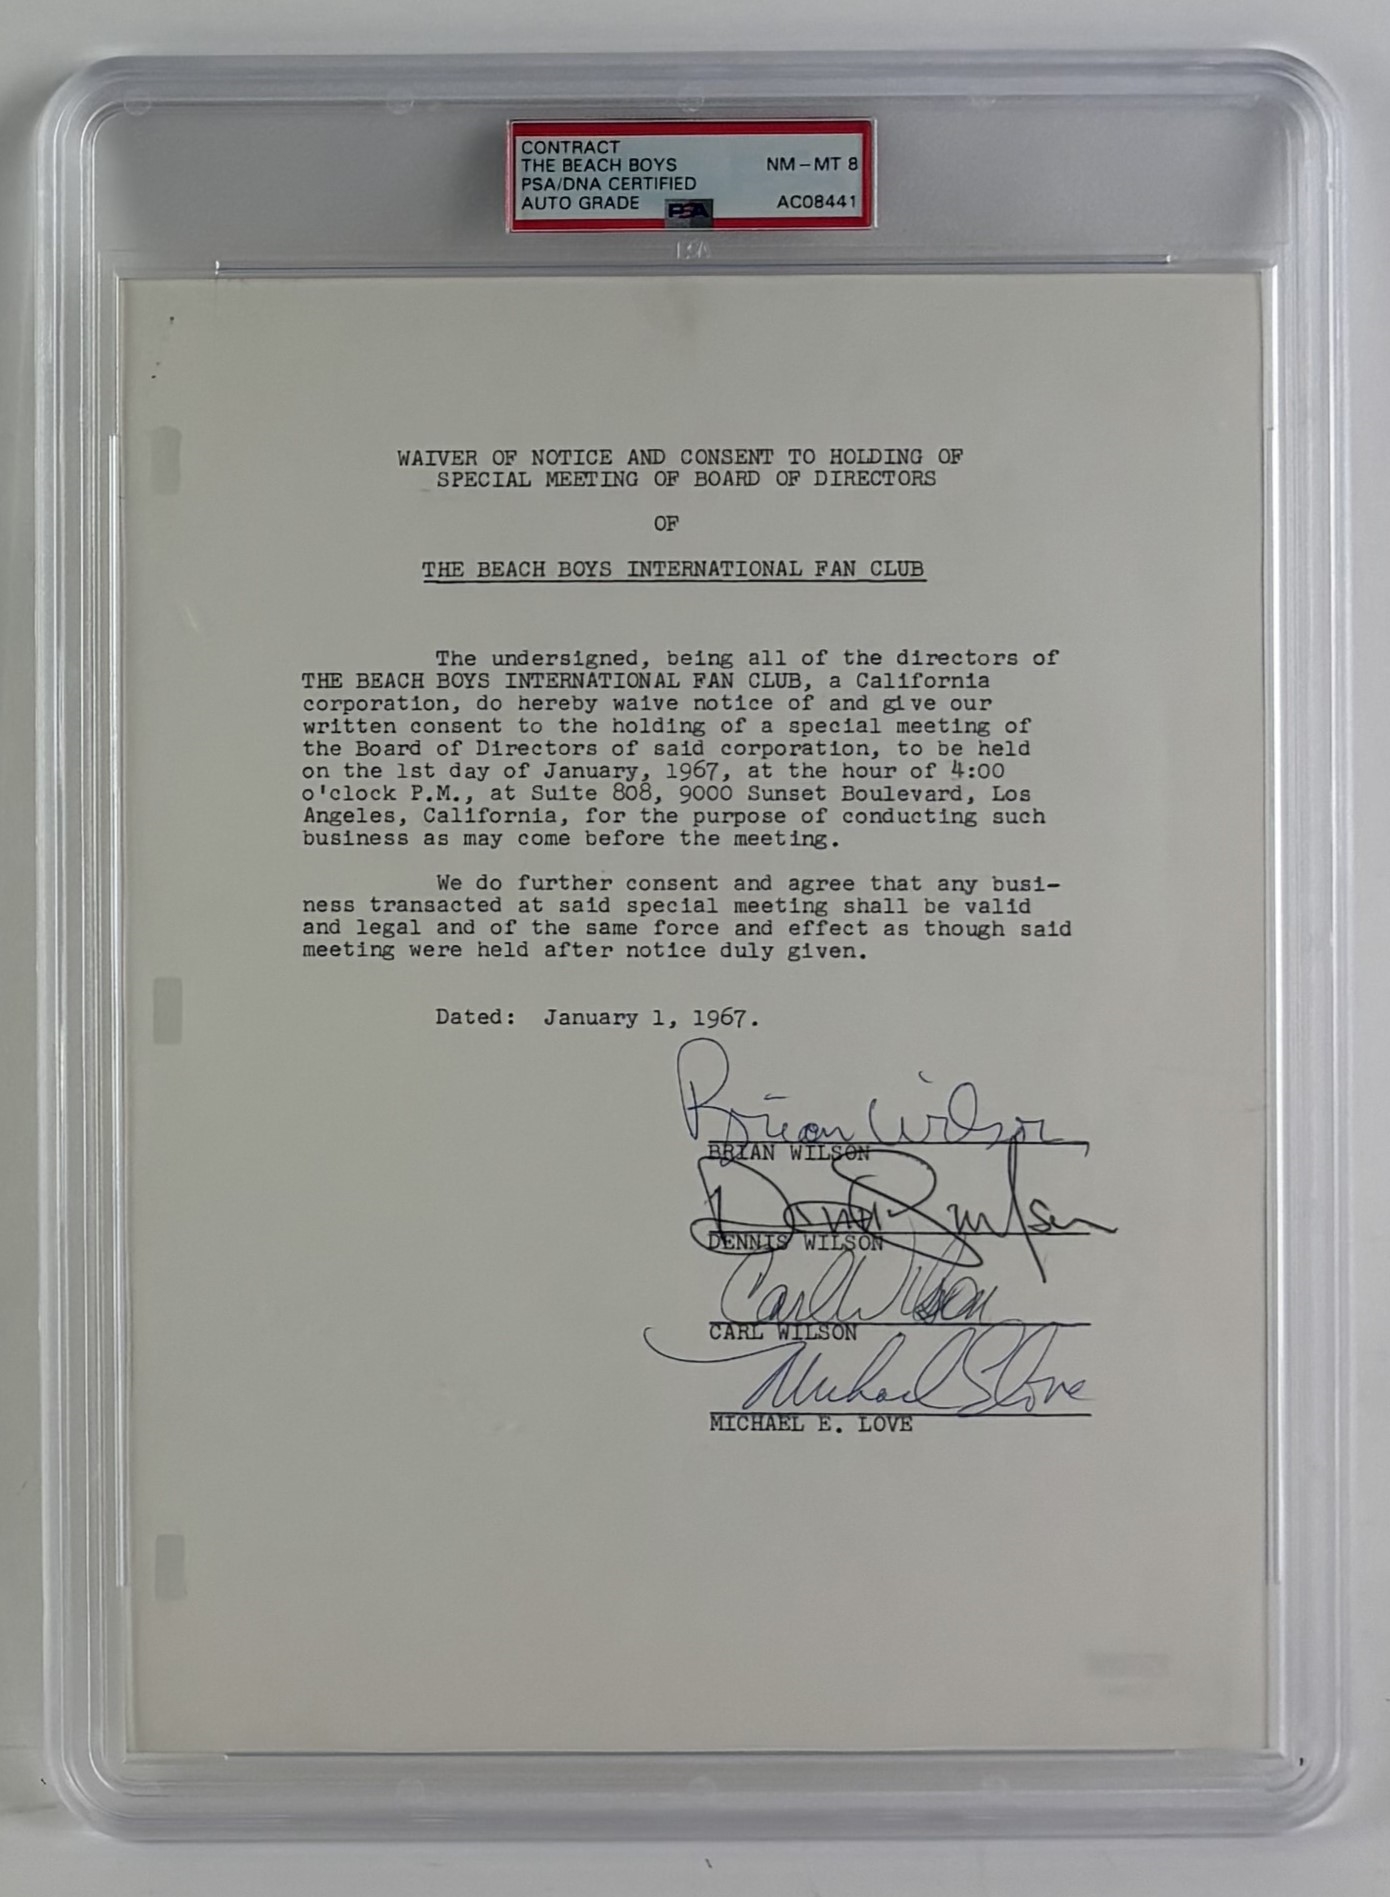 CONTRACT
THE BEACH BOYS NM-MT 8
PSA/DNA CERTIFIED
AUTO GRADE PSA AC08441
PSA
WAIVER OF NOTICE AND CONSENT TO HOLDING OF
SPECIAL MEETING OF BOARD OF DIRECTORS
OF
THE BEACH BOYS INTERNATIONAL FAN CLUB
The undersigned, being all of the directors of
THE BEACH BOYS INTERNATIONAL FAN CLUB, a California
corporation, do hereby waive notice of and give our
written consent to the holding of a special meeting of
the Board of Directors of said corporation, to be held
on the 1st day of January, 1967, at the hour of 4:00
o'clock P.M., at Suite 808, 9000 Sunset Boulevard, Los
Angeles, California, for the purpose of conducting such
business as may come before the meeting.
We do further consent and agree that any busi-
ness transacted at said special meeting shall be valid
and legal and of the same force and effect as though said
meeting were held after notice duly given.
Dated: January 1, 1967.
Brian Wilson
BRIAN WILSON
Dennis Wilson
DENNIS WILSON
Carl Wilson
CARL WILSON
Michael E Love
MICHAEL E. LOVE